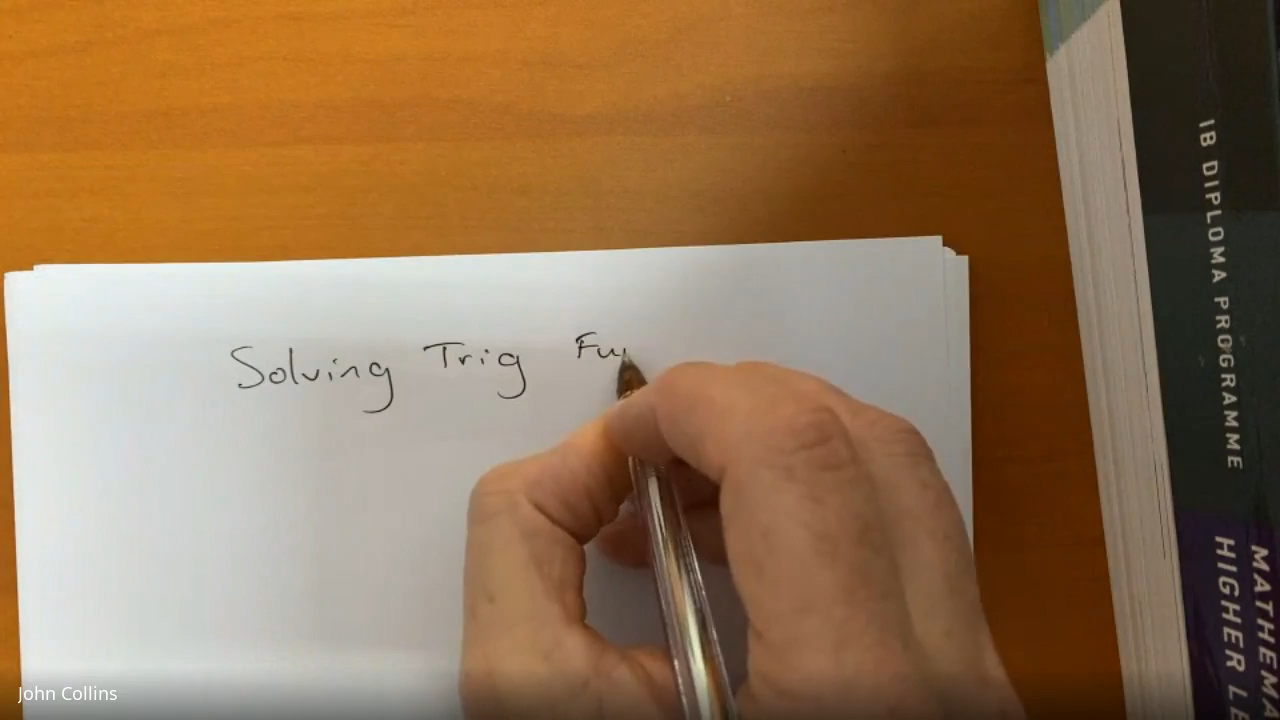 Solving Trig Fu
IB DIPLOMA PROGRAMME
MATHEMA
HIGHER LE
John Collins